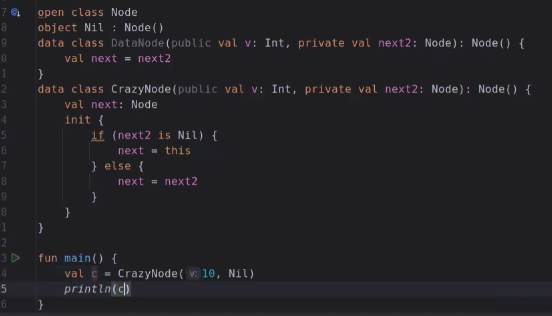 7 open class Node
8 object Nil : Node()
9 data class DataNode(public val v: Int, private val next2: Node): Node() {
0 val next = next2
1 }
2 data class CrazyNode(public val v: Int, private val next2: Node): Node() {
3 val next: Node
4 init {
5 if (next2 is Nil) {
6 next = this
7 } else {
8 next = next2
9 }
0 }
1 }
2
3 fun main() {
4 val c = CrazyNode( v: 10, Nil)
5 println(c)
6 }